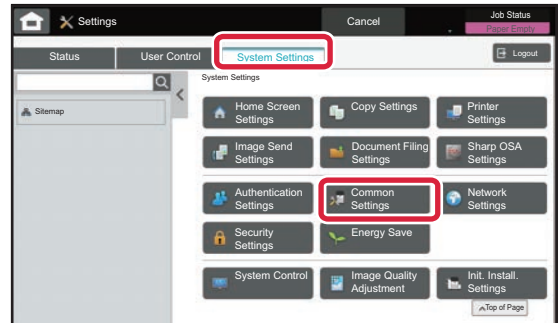 Settings
Cancel
Job Status
Paper Empty
Status
User Control
System Settings
Logout
System Settings
Sitemap
Home Screen
Settings
Copy Settings
Printer
Settings
Image Send
Settings
Document Filing
Settings
Sharp OSA
Settings
Authentication
Settings
Common
Settings
Network
Settings
Security
Settings
Energy Save
System Control
Image Quality
Adjustment
Init. Install.
Settings
Top of Page